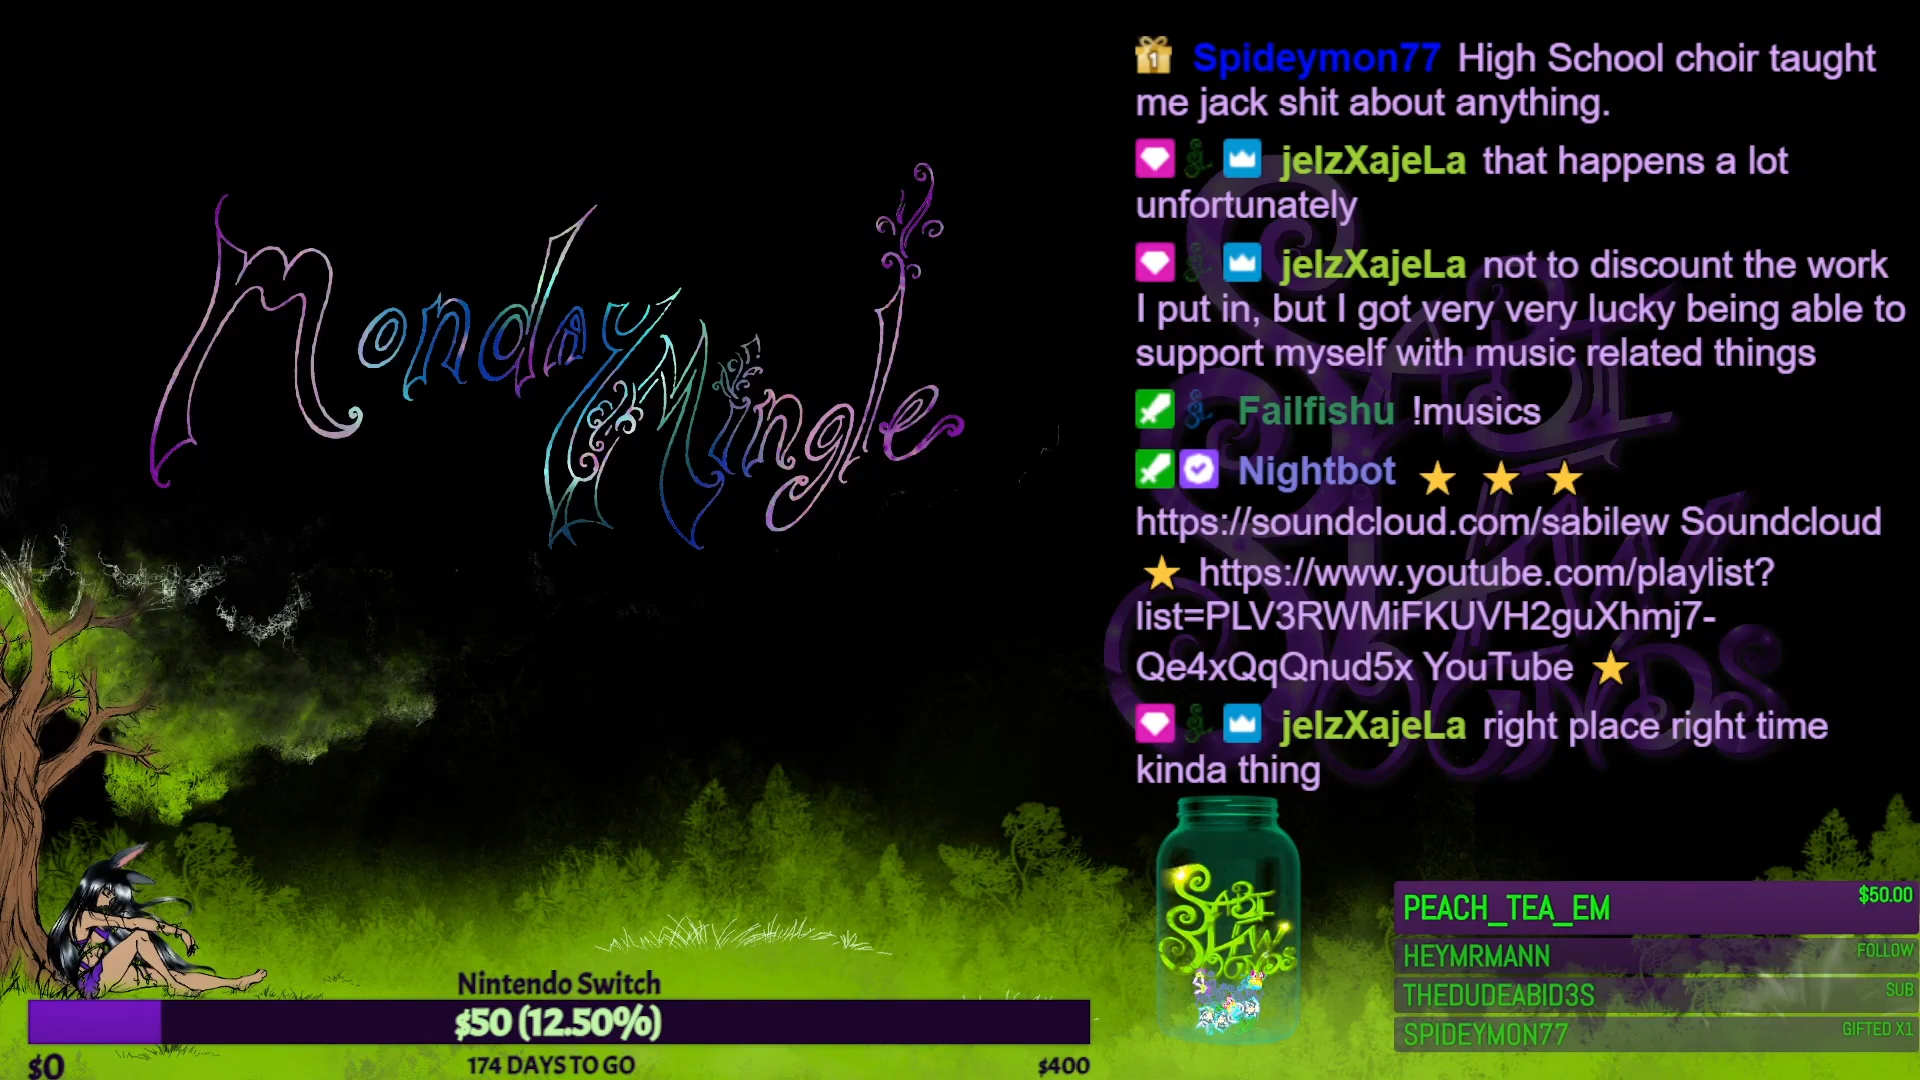 Monday
Mingle
1 Spideymon77 High School choir taught
me jack shit about anything.
jelzXajeLa that happens a lot
unfortunately
jelzXajeLa not to discount the work
I put in, but I got very very lucky being able to
support myself with music related things
Failfishu !musics
Nightbot
https://soundcloud.com/sabilew Soundcloud
https://www.youtube.com/playlist?
list=PLV3RWMiFKUVH2guXhmj7-
Qe4xQqQnud5x YouTube
jelzXajeLa right place right time
kinda thing
SABI
LEW
SOUNDS
PEACH_TEA_EM $50.00
HEYMRMANN FOLLOW
THEDUDEABID3S SUB
SPIDEYMON77 GIFTED X1
Nintendo Switch
$50 (12.50%)
$0 174 DAYS TO GO $400